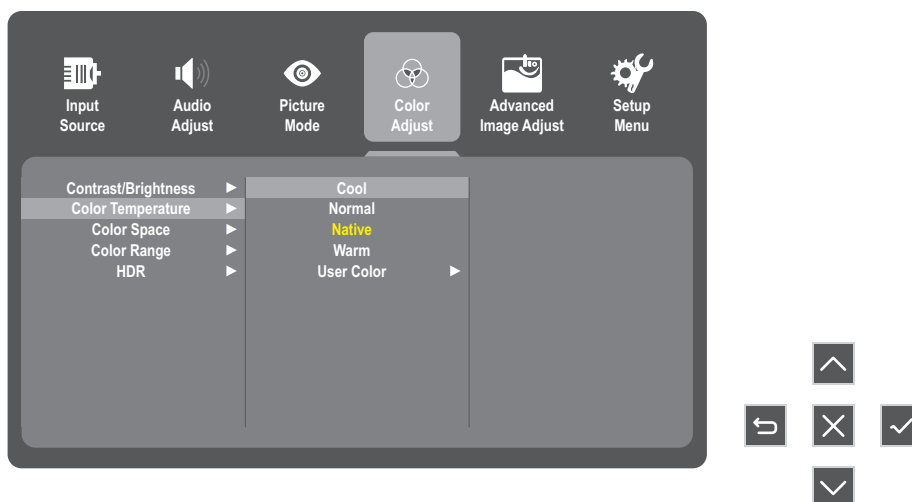 Input
Source
Audio
Adjust
Picture
Mode
Color
Adjust
Advanced
Image Adjust
Setup
Menu
Contrast/Brightness
Color Temperature
Color Space
Color Range
HDR
Cool
Normal
Native
Warm
User Color